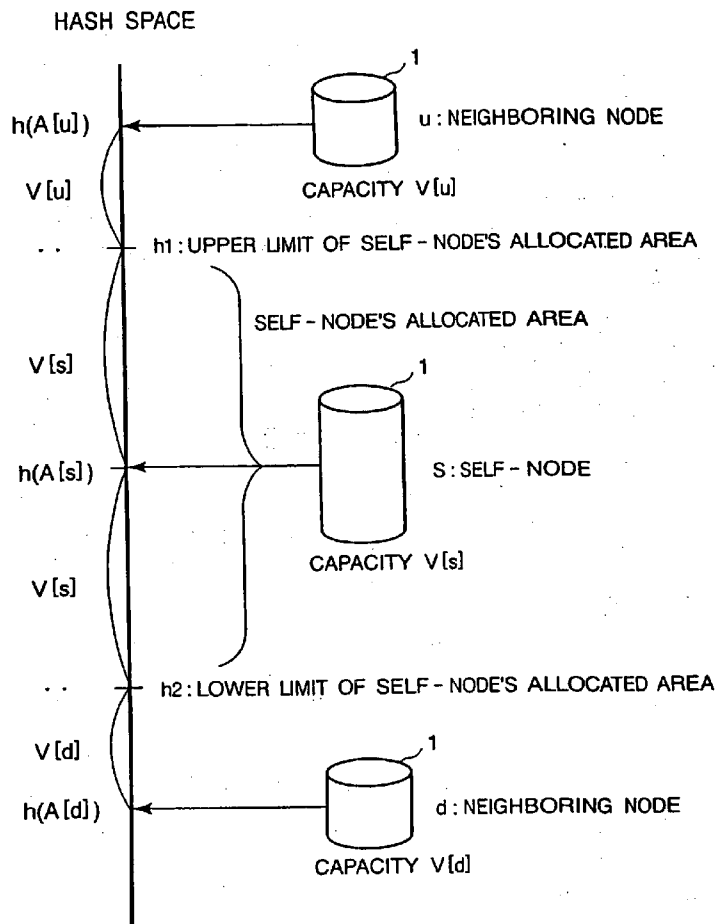 HASH SPACE
1
h(A[u])
u : NEIGHBORING NODE
V[u]
CAPACITY V[u]
. .
h1 : UPPER LIMIT OF SELF-NODE'S ALLOCATED AREA
SELF-NODE'S ALLOCATED AREA
V[s]
1
h(A[s])
S : SELF-NODE
CAPACITY V[s]
V[s]
. .
h2 : LOWER LIMIT OF SELF-NODE'S ALLOCATED AREA
V[d]
1
h(A[d])
d : NEIGHBORING NODE
CAPACITY V[d]